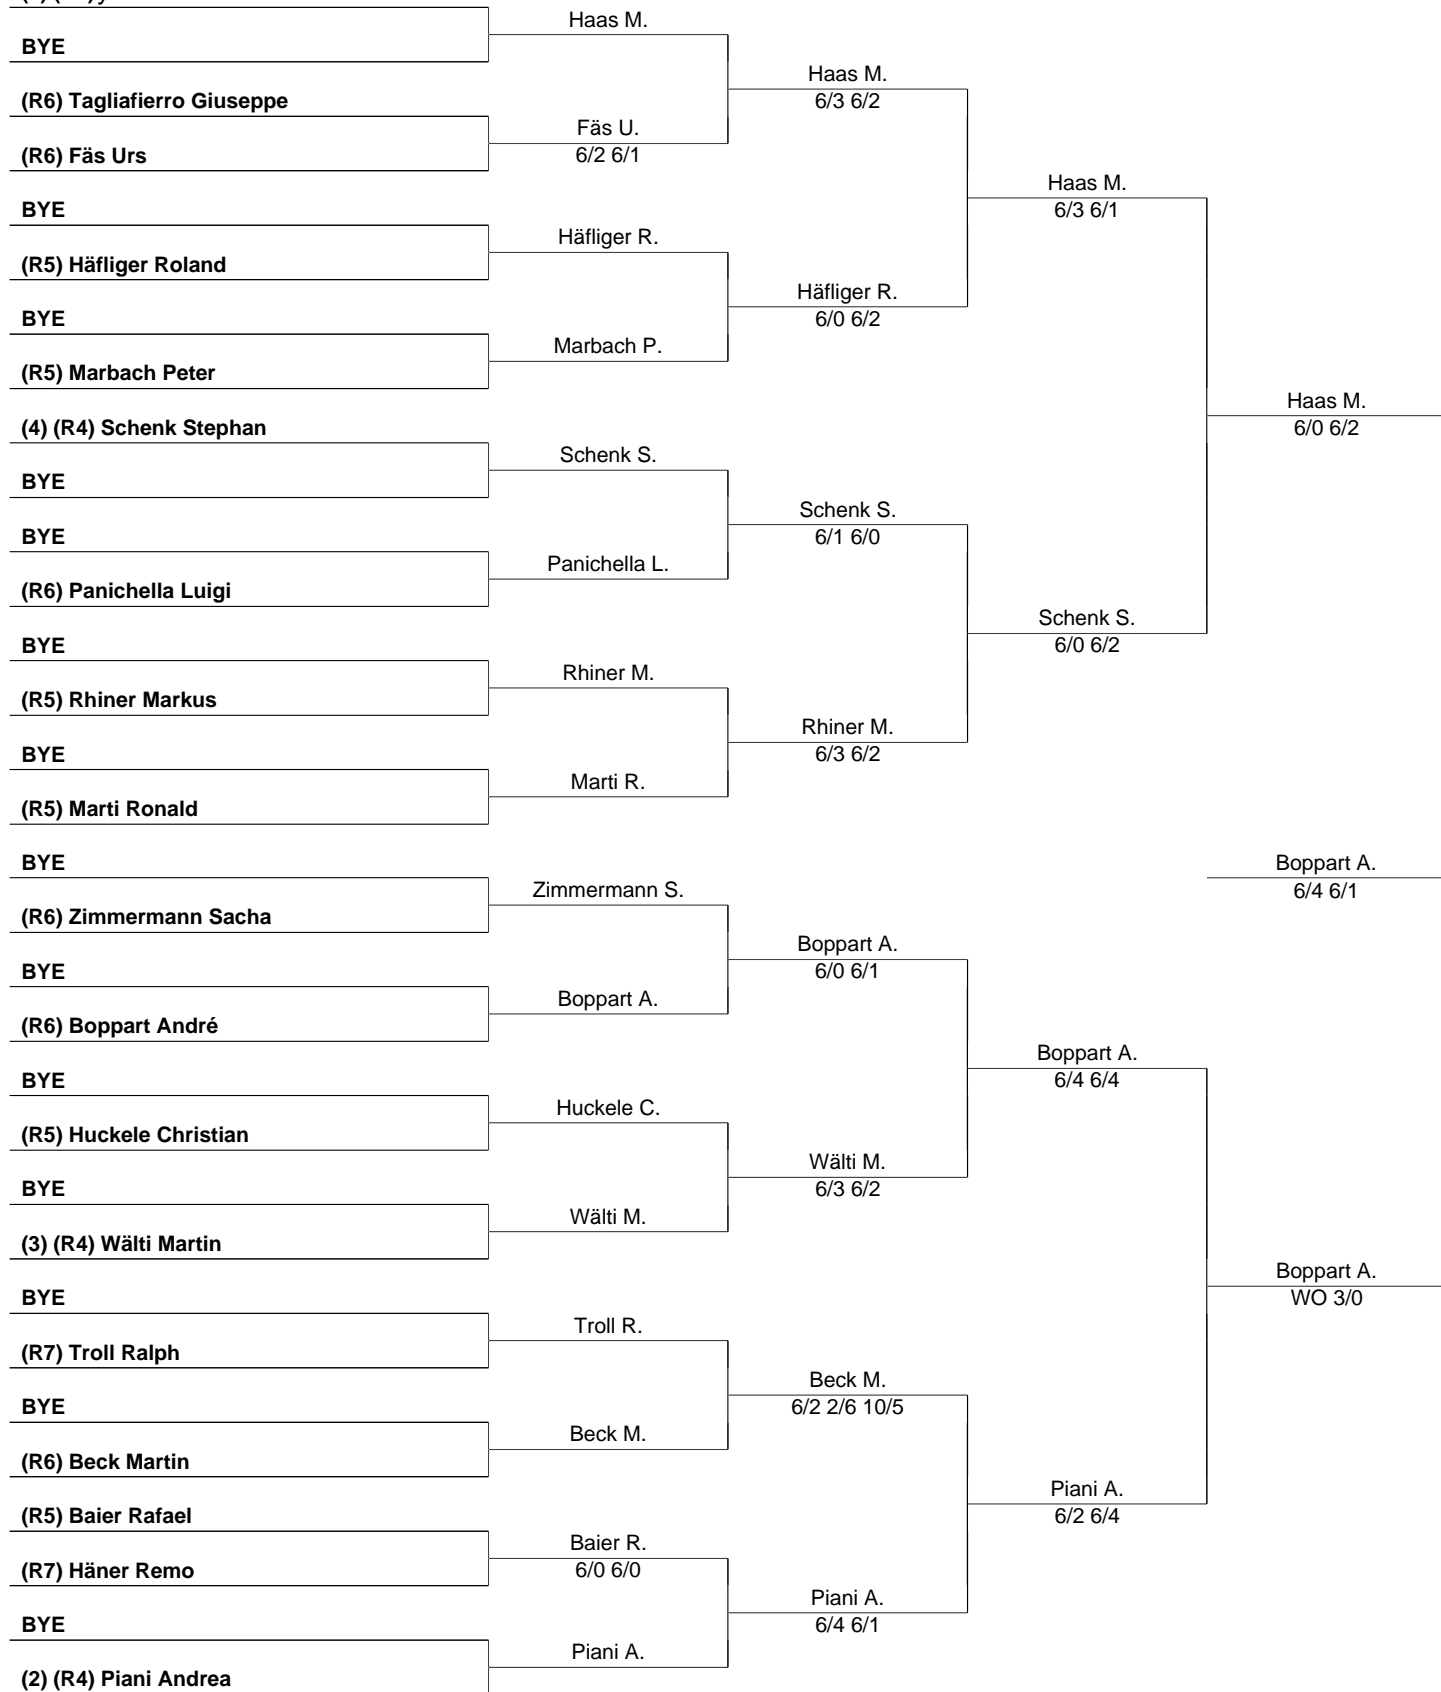 BYE
(R6) Tagliafierro Giuseppe
(R6) Fäs Urs
BYE
(R5) Häfliger Roland
BYE
(R5) Marbach Peter
(4) (R4) Schenk Stephan
BYE
BYE
(R6) Panichella Luigi
BYE
(R5) Rhiner Markus
BYE
(R5) Marti Ronald
BYE
(R6) Zimmermann Sacha
BYE
(R6) Boppart André
BYE
(R5) Huckele Christian
BYE
(3) (R4) Wälti Martin
BYE
(R7) Troll Ralph
BYE
(R6) Beck Martin
(R5) Baier Rafael
(R7) Häner Remo
BYE
(2) (R4) Piani Andrea
Haas M.
Fäs U.
6/2 6/1
Häfliger R.
Marbach P.
Schenk S.
Panichella L.
Rhiner M.
Marti R.
Zimmermann S.
Boppart A.
Huckele C.
Wälti M.
Troll R.
Beck M.
Baier R.
6/0 6/0
Piani A.
Haas M.
6/3 6/2
Häfliger R.
6/0 6/2
Schenk S.
6/1 6/0
Rhiner M.
6/3 6/2
Boppart A.
6/0 6/1
Wälti M.
6/3 6/2
Beck M.
6/2 2/6 10/5
Piani A.
6/4 6/1
Haas M.
6/3 6/1
Schenk S.
6/0 6/2
Boppart A.
6/4 6/4
Piani A.
6/2 6/4
Haas M.
6/0 6/2
Boppart A.
6/4 6/1
Boppart A.
WO 3/0